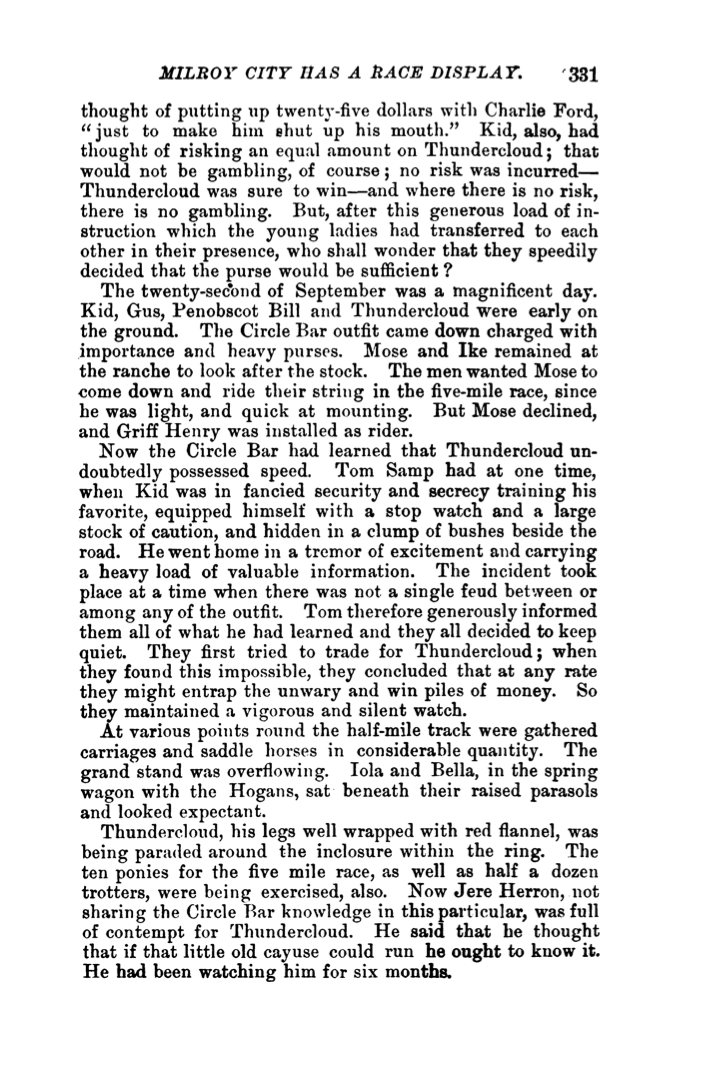 MILROY CITY HAS A RACE DISPLAY. 331
thought of putting up twenty-five dollars with Charlie Ford,
“just to make him shut up his mouth.” Kid, also, had
thought of risking an equal amount on Thundercloud; that
would not be gambling, of course; no risk was incurred—
Thundercloud was sure to win—and where there is no risk,
there is no gambling. But, after this generous load of in-
struction which the young ladies had transferred to each
other in their presence, who shall wonder that they speedily
decided that the purse would be sufficient?
The twenty-second of September was a magnificent day.
Kid, Gus, Penobscot Bill and Thundercloud were early on
the ground. The Circle Bar outfit came down charged with
importance and heavy purses. Mose and Ike remained at
the ranche to look after the stock. The men wanted Mose to
come down and ride their string in the five-mile race, since
he was light, and quick at mounting. But Mose declined,
and Griff Henry was installed as rider.
Now the Circle Bar had learned that Thundercloud un-
doubtedly possessed speed. Tom Samp had at one time,
when Kid was in fancied security and secrecy training his
favorite, equipped himself with a stop watch and a large
stock of caution, and hidden in a clump of bushes beside the
road. He went home in a tremor of excitement and carrying
a heavy load of valuable information. The incident took
place at a time when there was not a single feud between or
among any of the outfit. Tom therefore generously informed
them all of what he had learned and they all decided to keep
quiet. They first tried to trade for Thundercloud; when
they found this impossible, they concluded that at any rate
they might entrap the unwary and win piles of money. So
they maintained a vigorous and silent watch.
At various points round the half-mile track were gathered
carriages and saddle horses in considerable quantity. The
grand stand was overflowing. Iola and Bella, in the spring
wagon with the Hogans, sat beneath their raised parasols
and looked expectant.
Thundercloud, his legs well wrapped with red flannel, was
being paraded around the inclosure within the ring. The
ten ponies for the five mile race, as well as half a dozen
trotters, were being exercised, also. Now Jere Herron, not
sharing the Circle Bar knowledge in this particular, was full
of contempt for Thundercloud. He said that he thought
that if that little old cayuse could run he ought to know it.
He had been watching him for six months.